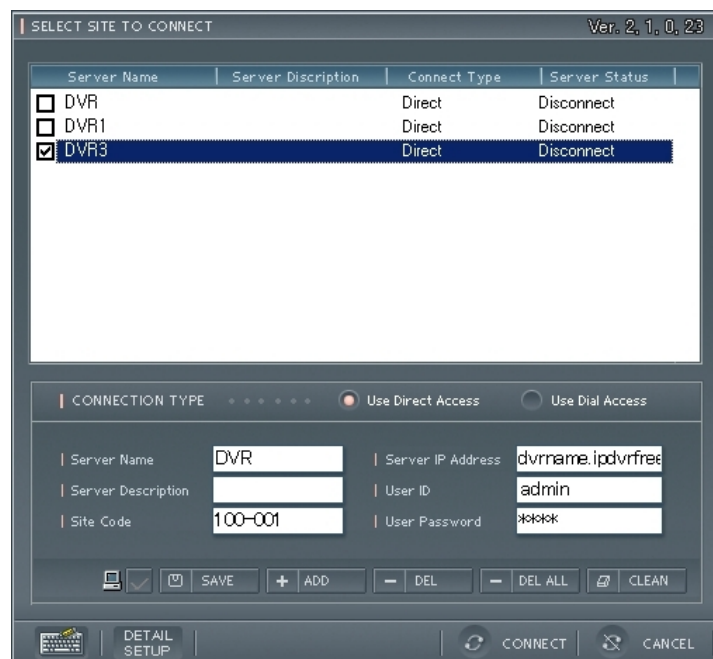 SELECT SITE TO CONNECT Ver. 2, 1, 0, 23
Server Name Server Discription Connect Type Server Status
DVR Direct Disconnect
DVR1 Direct Disconnect
DVR3 Direct Disconnect
CONNECTION TYPE Use Direct Access Use Dial Access
Server Name DVR Server IP Address dvrname.ipdvrfree
Server Description User ID admin
Site Code 100-001 User Password ****
SAVE + ADD - DEL - DEL ALL CLEAN
DETAIL
SETUP CONNECT CANCEL